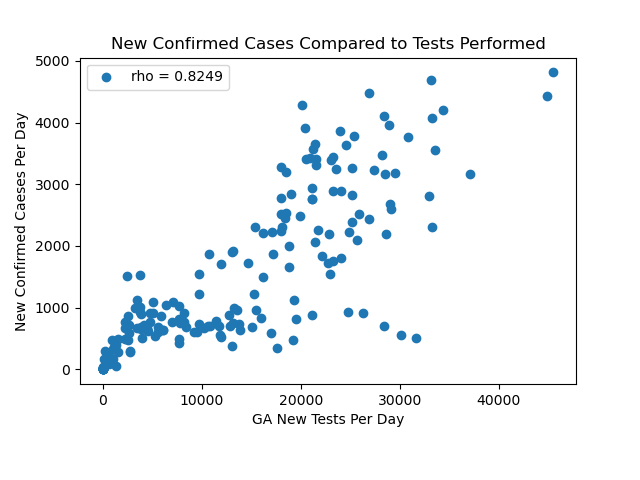 New Confirmed Cases Compared to Tests Performed
rho = 0.8249
5000
4000
3000
2000
1000
0
New Confirmed Caeses Per Day
0 10000 20000 30000 40000
GA New Tests Per Day